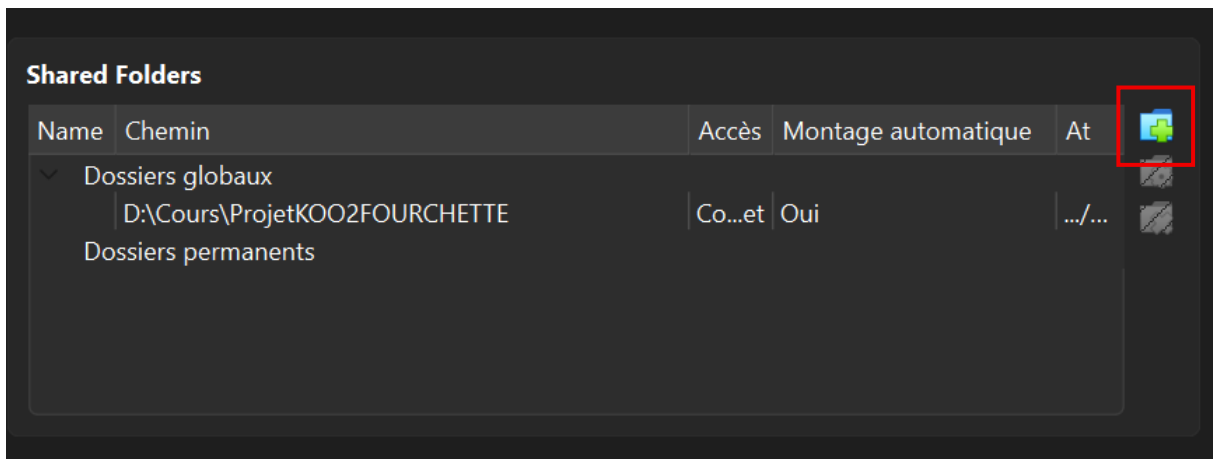 Shared Folders
Name Chemin Accès Montage automatique At
Dossiers globaux
D:\Cours\ProjetKOO2FOURCHETTE Co...et Oui .../...
Dossiers permanents